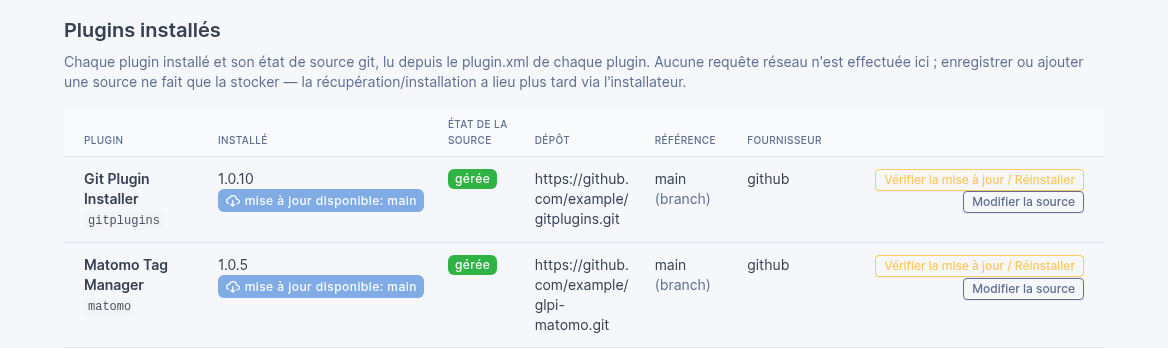 Plugins installés
Chaque plugin installé et son état de source git, lu depuis le plugin.xml de chaque plugin. Aucune requête réseau n'est effectuée ici ; enregistrer ou ajouter
une source ne fait que la stocker — la récupération/installation a lieu plus tard via l'installateur.
PLUGIN INSTALLÉ ÉTAT DE LA SOURCE DÉPÔT RÉFÉRENCE FOURNISSEUR
Git Plugin
Installer
gitplugins
1.0.10
mise à jour disponible: main
gérée
https://github.
com/example/
gitplugins.git
main
(branch)
github
Vérifier la mise à jour / Réinstaller
Modifier la source
Matomo Tag
Manager
matomo
1.0.5
mise à jour disponible: main
gérée
https://github.
com/example/
glpi-
matomo.git
main
(branch)
github
Vérifier la mise à jour / Réinstaller
Modifier la source